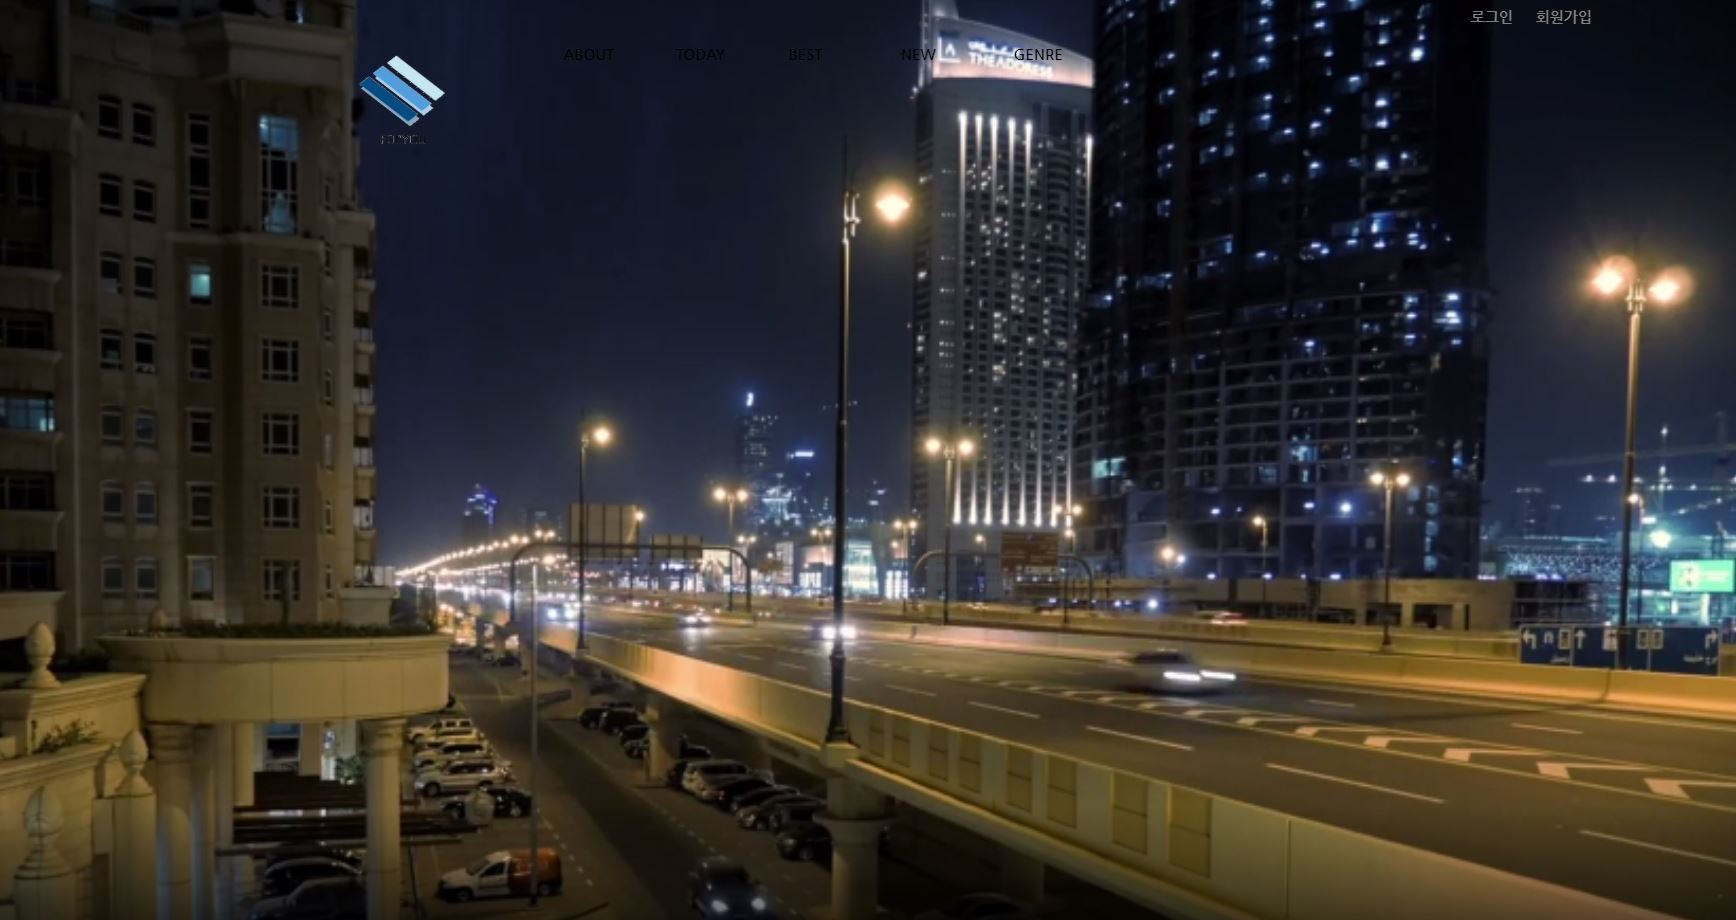 로그인 회원가입
ABOUT TODAY BEST NEW GENRE
THE ADDRESS